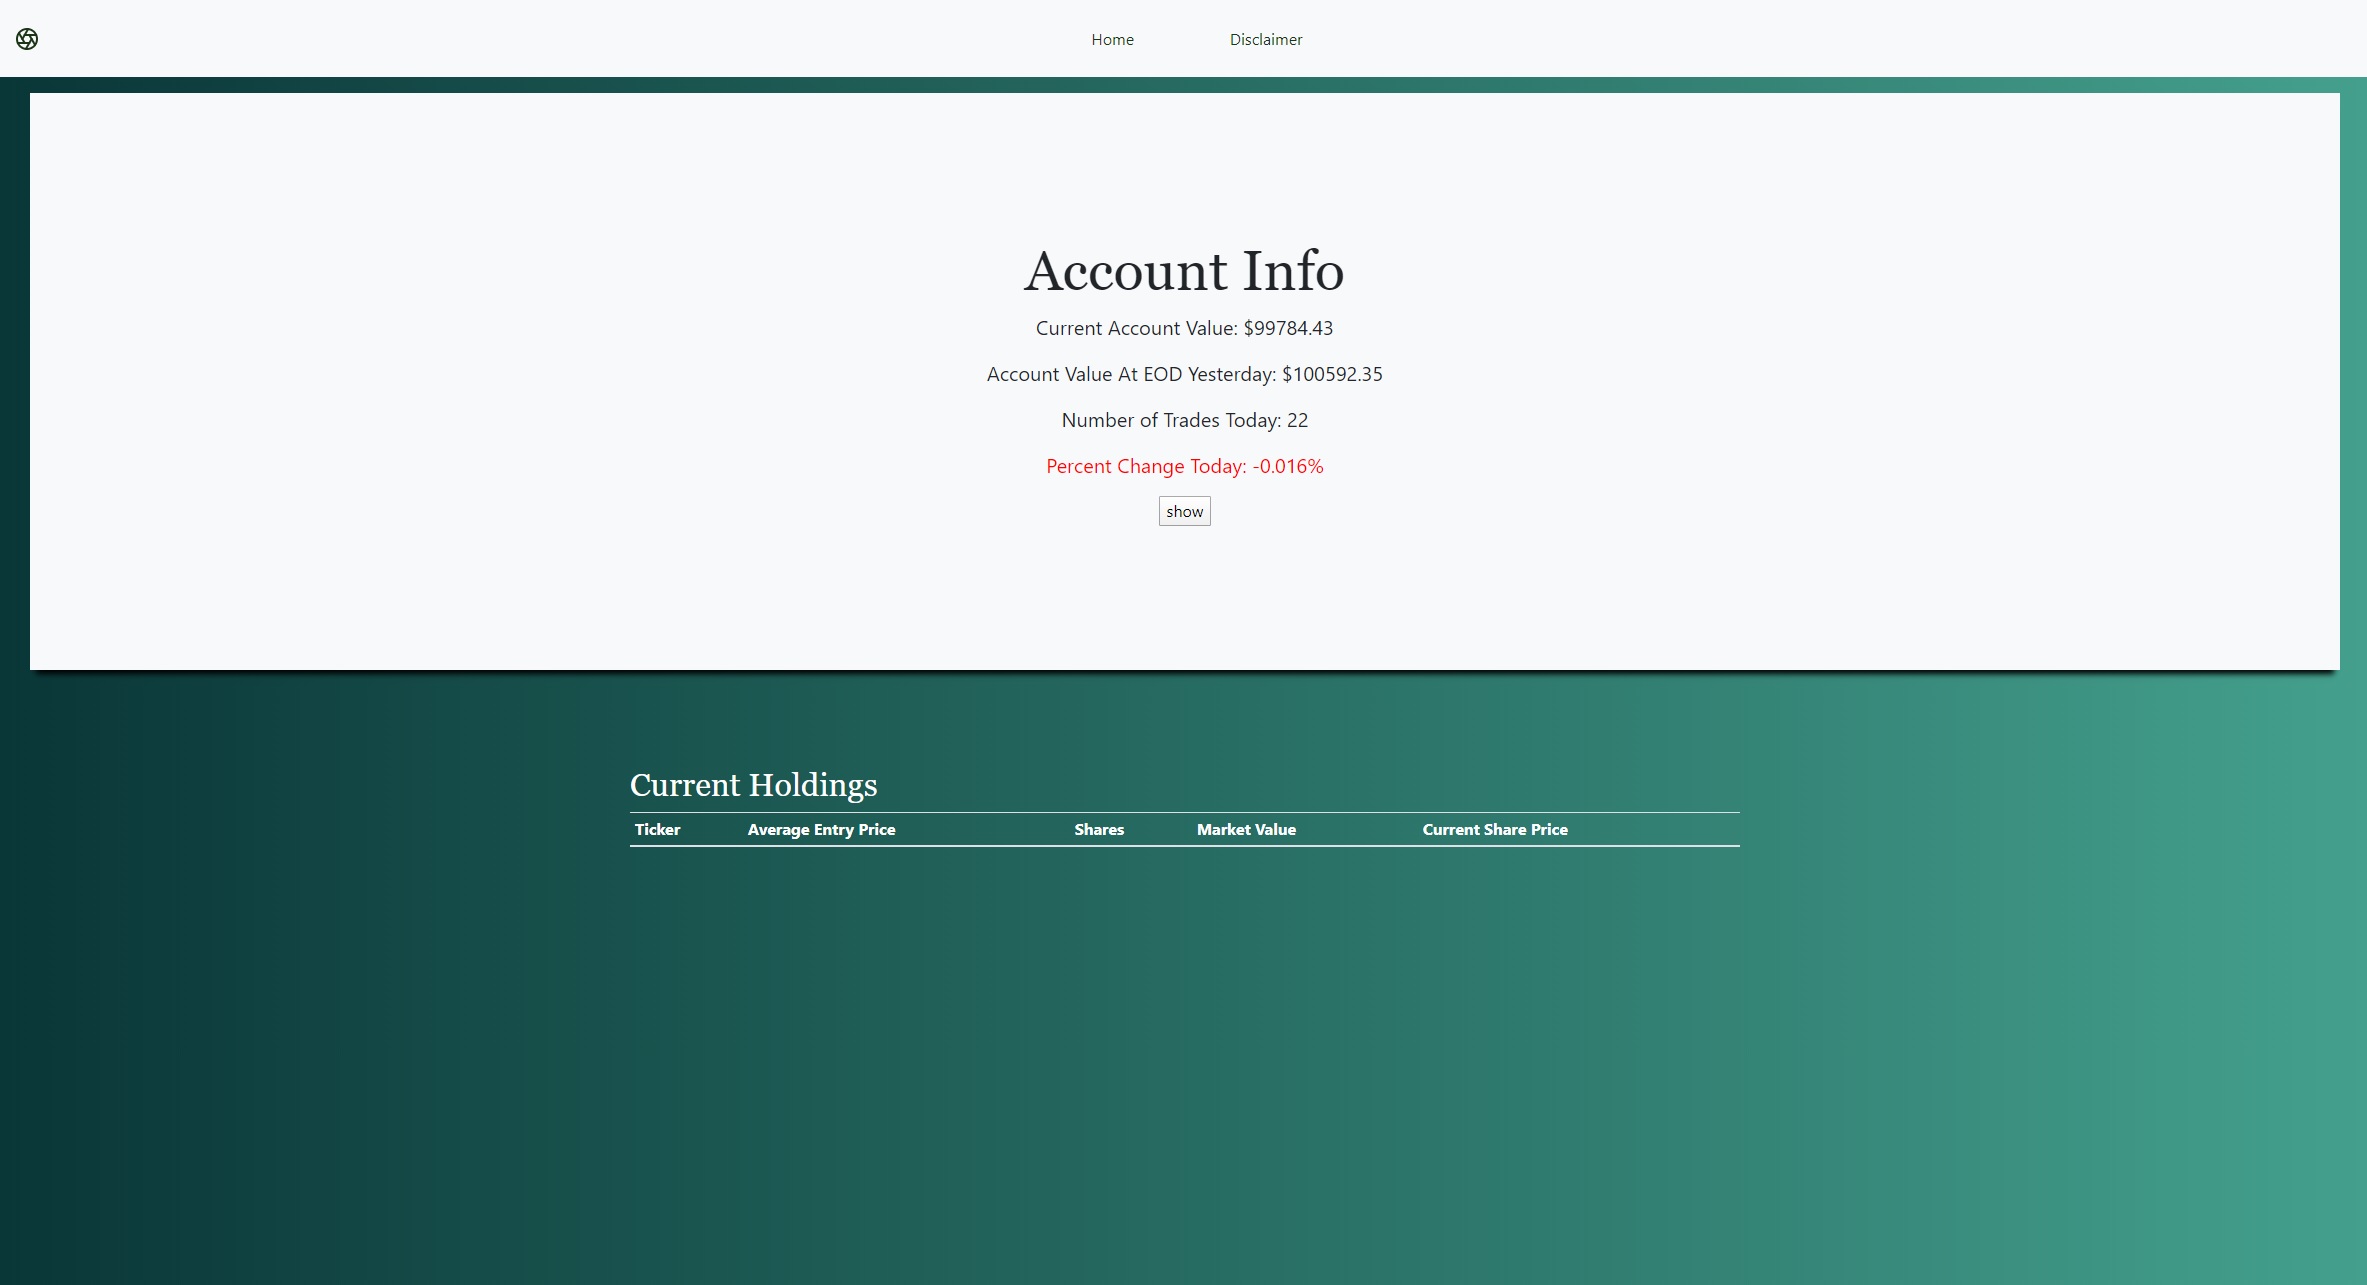 Home Disclaimer
Account Info
Current Account Value: $99784.43
Account Value At EOD Yesterday: $100592.35
Number of Trades Today: 22
Percent Change Today: -0.016%
show
Current Holdings
Ticker Average Entry Price Shares Market Value Current Share Price